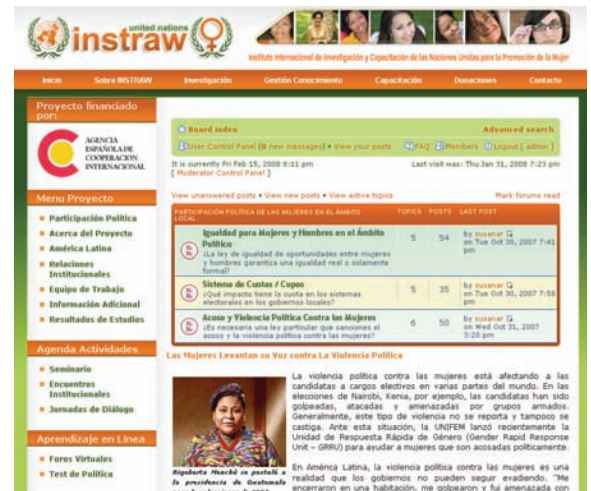 united nations
instraw
Instituto Internacional de Investigación y Capacitación de las Naciones Unidas para la Promoción de la Mujer
Inicio Sobre INSTRAW Investigación Gestión Conocimiento Capacitación Donaciones Contacto
Proyecto financiado por:
AGENCIA
ESPAÑOLA DE
COOPERACION
INTERNACIONAL
Menu Proyecto
Participación Política
Acerca del Proyecto
América Latina
Relaciones
Institucionales
Equipo de Trabajo
Información Adicional
Resultados de Estudios
Agenda Actividades
Seminario
Encuentros
Institucionales
Jornadas de Diálogo
Aprendizaje en Linea
Foros Virtuales
Test de Política
Board index Advanced search
User Control Panel (0 new messages) • View your posts FAQ Members Logout [ admin ]
It is currently Fri Feb 15, 2008 9:11 pm Last visit was: Thu Jan 31, 2008 7:23 pm
[ Moderator Control Panel ]
View unanswered posts • View new posts • View active topics Mark forums read
PARTICIPACIÓN POLÍTICA DE LAS MUJERES EN EL ÁMBITO LOCAL TOPICS POSTS LAST POST
Igualdad para Mujeres y Hombres en el Ámbito
Político
¿La ley de igualdad de oportunidades entre mujeres
y hombres garantiza una igualdad real o solamente
formal?
5 54 by susanar
on Tue Oct 30, 2007 7:41
pm
Sistema de Cuotas / Cupos
¿Qué impacto tiene la cuota en los sistemas
electorales en los gobiernos locales?
5 35 by susanar
on Tue Oct 30, 2007 7:58
pm
Acoso y Violencia Política Contra las Mujeres
¿Es necesaria una ley particular que sanciones el
acoso y la violencia política contra las mujeres?
6 50 by susanar
on Wed Oct 31, 2007
3:28 pm
Las Mujeres Levantan su Voz contra La Violencia Política
La violencia política contra las mujeres está afectando a las
candidatas a cargos electivos en varias partes del mundo. En las
elecciones de Nairobi, Kenia, por ejemplo, las candidatas han sido
golpeadas, atacadas y amenazadas por grupos armados.
Generalmente, este tipo de violencia no se reporta y tampoco se
castiga. Ante esta situación, la UNIFEM lanzó recientemente la
Unidad de Respuesta Rápida de Género (Gender Rapid Response
Unit – GRRU) para ayudar a mujeres que son acosadas políticamente.
Rigoberta Menchú se postuló a
la presidencia de Guatemala
En América Latina, la violencia política contra las mujeres es una
realidad que los gobiernos no pueden seguir evadiendo. "Me
encerraron en una habitación, me golpearon y fui amenazada con